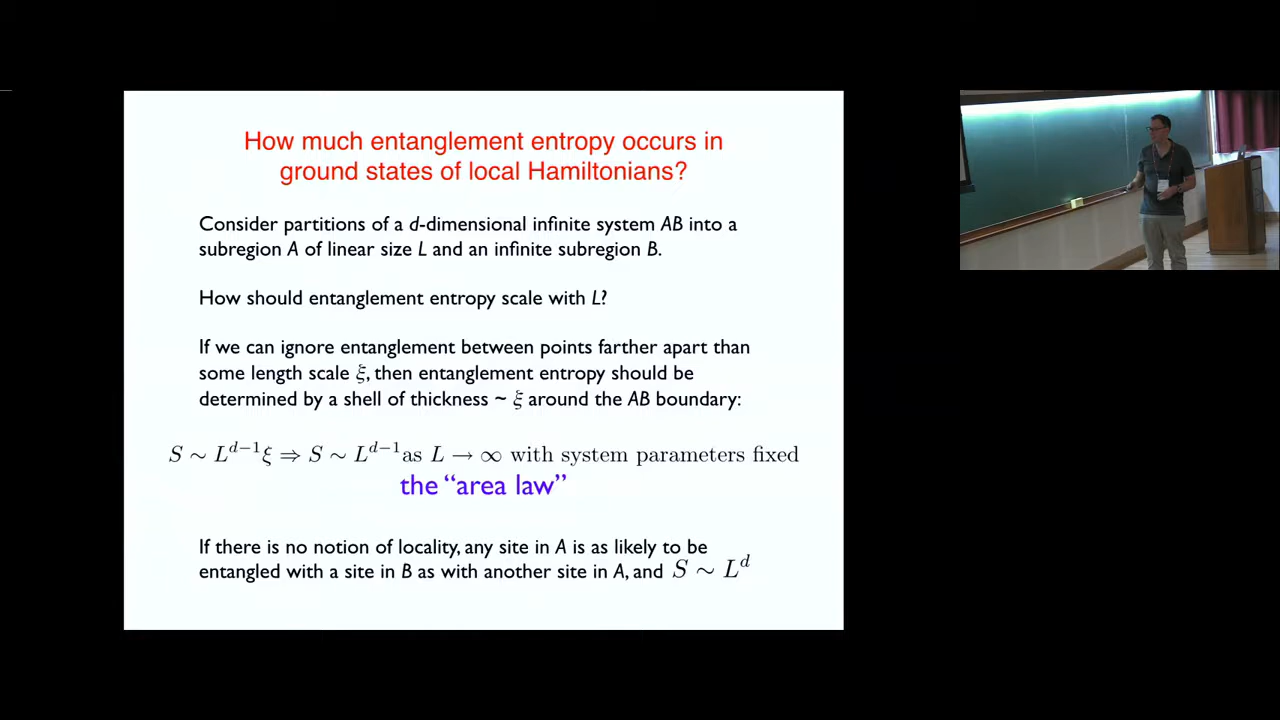 How much entanglement entropy occurs in
ground states of local Hamiltonians?
Consider partitions of a d-dimensional infinite system AB into a
subregion A of linear size L and an infinite subregion B.
How should entanglement entropy scale with L?
If we can ignore entanglement between points farther apart than
some length scale ξ, then entanglement entropy should be
determined by a shell of thickness ~ ξ around the AB boundary:
S ∼ L^{d−1}ξ ⇒ S ∼ L^{d−1} as L → ∞ with system parameters fixed
the “area law”
If there is no notion of locality, any site in A is as likely to be
entangled with a site in B as with another site in A, and S ∼ L^d